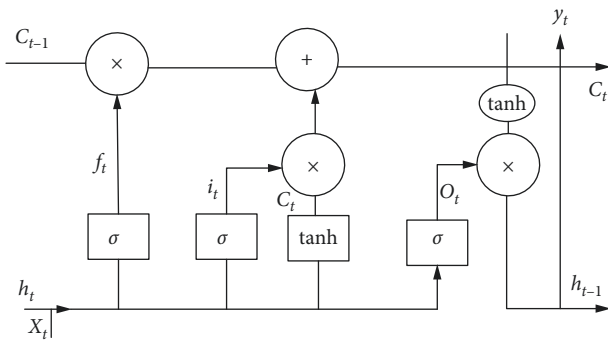 y_t
C_{t–1}
×
+
tanh
C_t
f_t
i_t
×
C_t
O_t
×
σ
σ
tanh
σ
h_t
h_{t–1}
X_t